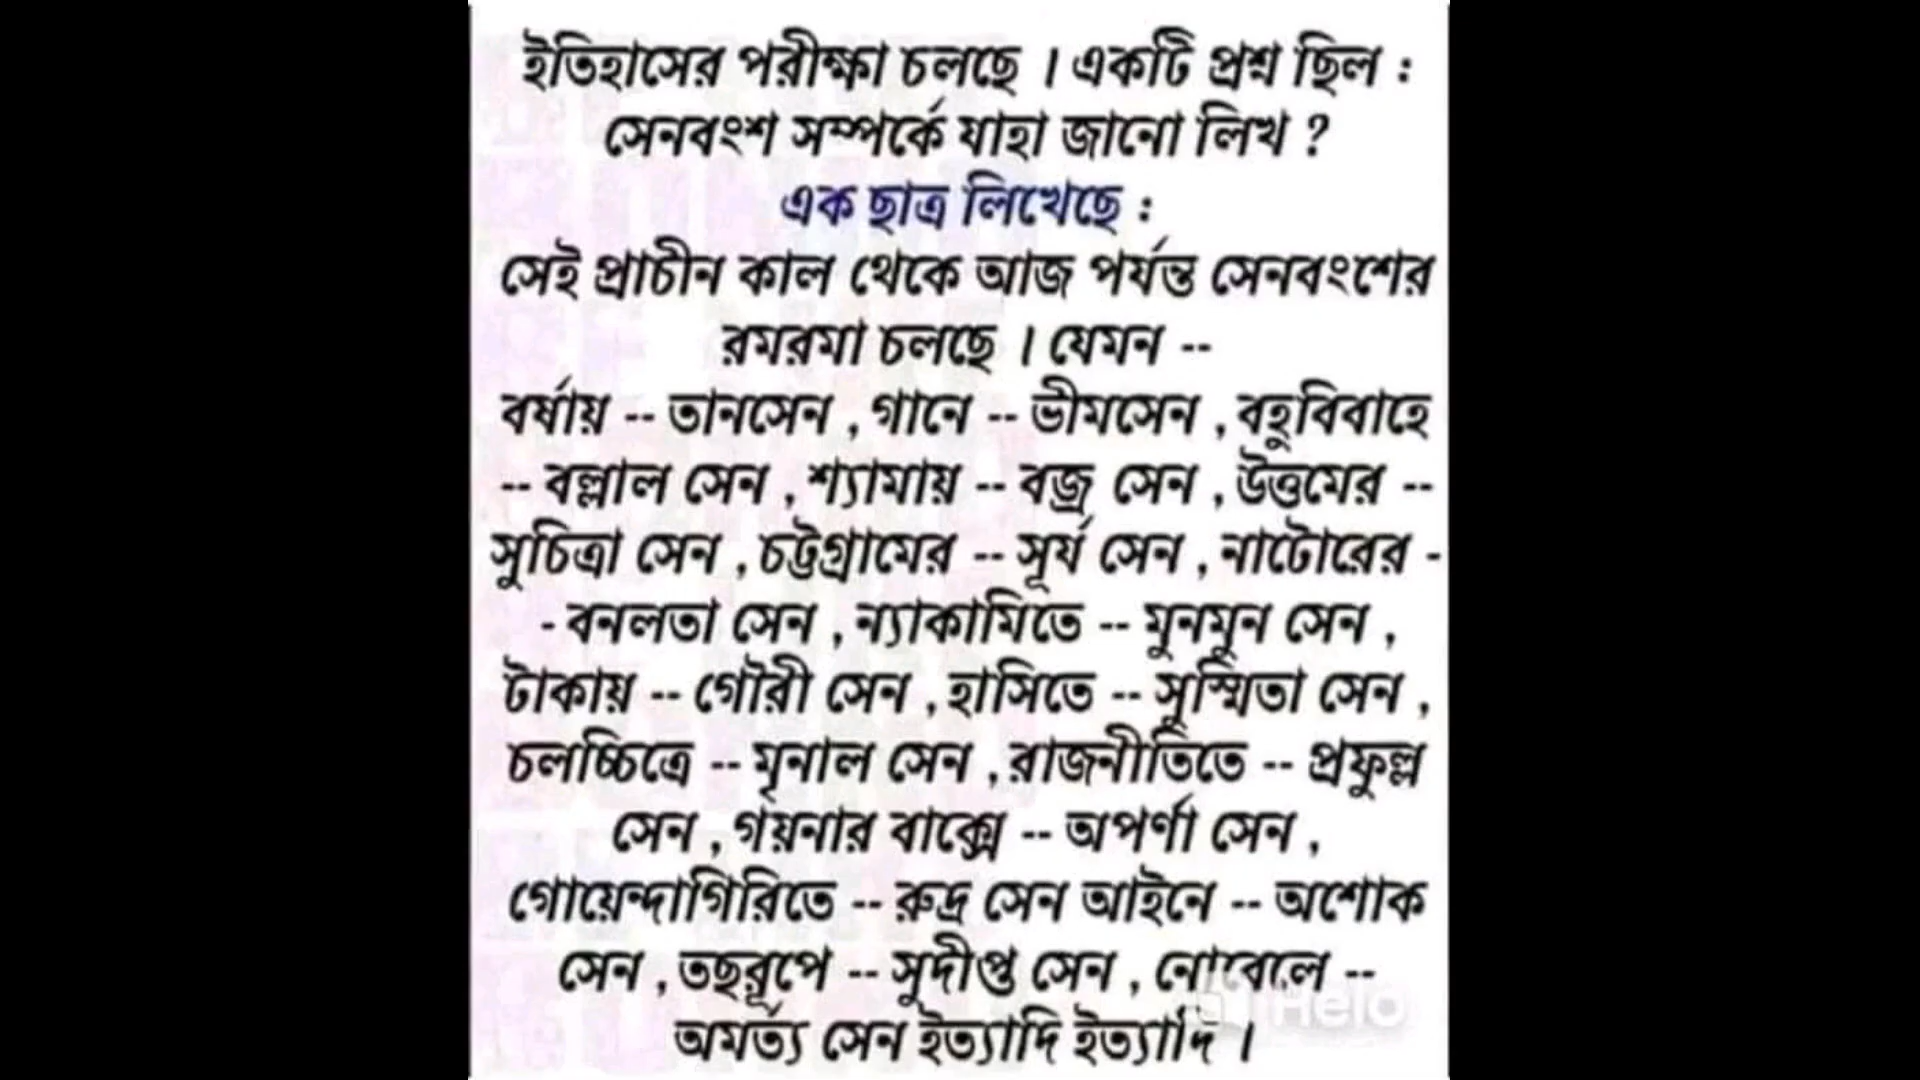 ইতিহাসের পরীক্ষা চলছে । একটি প্রশ্ন ছিল :
সেনবংশ সম্পর্কে যাহা জানো লিখ ?
এক ছাত্র লিখেছে :
সেই প্রাচীন কাল থেকে আজ পর্যন্ত সেনবংশের
রমরমা চলছে । যেমন --
বর্ষায় -- তানসেন , গানে -- ভীমসেন , বহুবিবাহে
-- বল্লাল সেন , শ্যামায় -- বজ্র সেন , উত্তমের --
সুচিত্রা সেন , চট্টগ্রামের -- সূর্য সেন , নাটোরের -
- বনলতা সেন , ন্যাকামিতে -- মুনমুন সেন ,
টাকায় -- গৌরী সেন , হাসিতে -- সুস্মিতা সেন ,
চলচ্চিত্রে -- মৃনাল সেন , রাজনীতিতে -- প্রফুল্ল
সেন , গয়নার বাক্সে -- অপর্ণা সেন ,
গোয়েন্দাগিরিতে -- রুদ্র সেন আইনে -- অশোক
সেন , তছরূপে -- সুদীপ্ত সেন , নোবেলে --
Helo
অমর্ত্য সেন ইত্যাদি ইত্যাদি ।